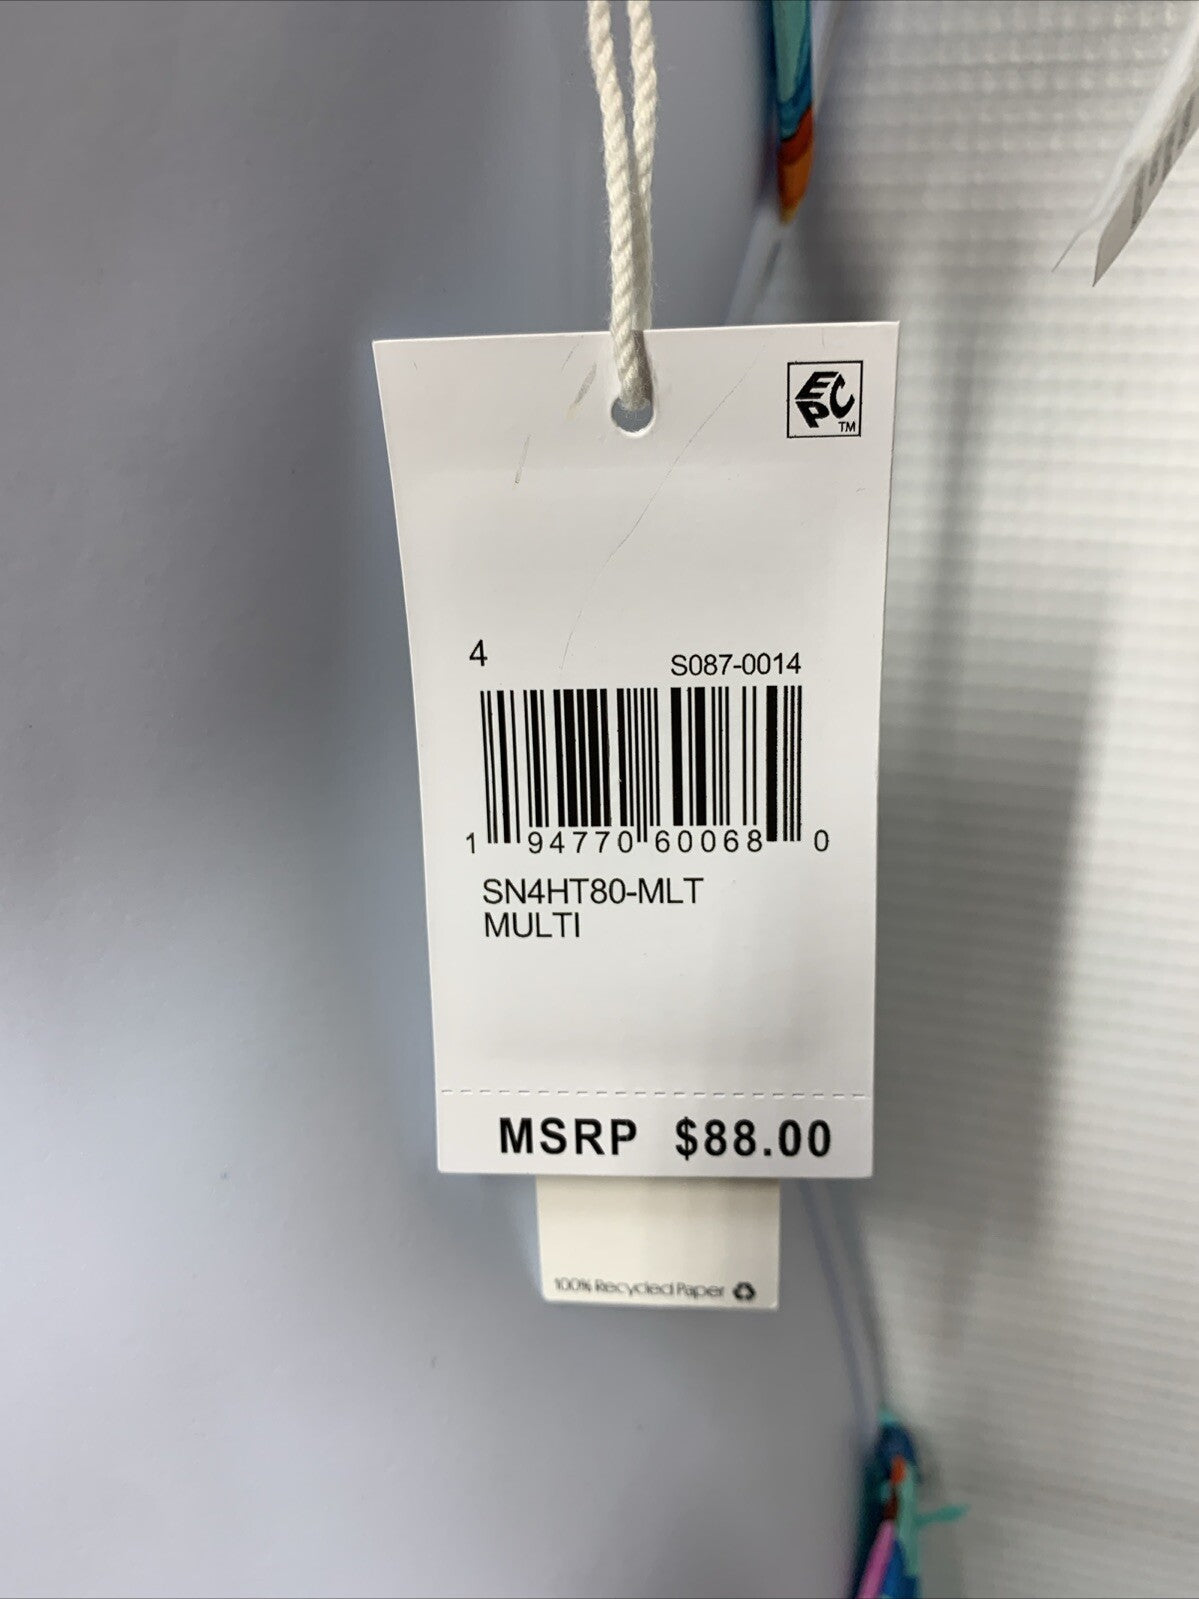 EPC
TM
4
S087-0014
1 94770 60068 0
SN4HT80-MLT
MULTI
MSRP $88.00
100% Recycled Paper